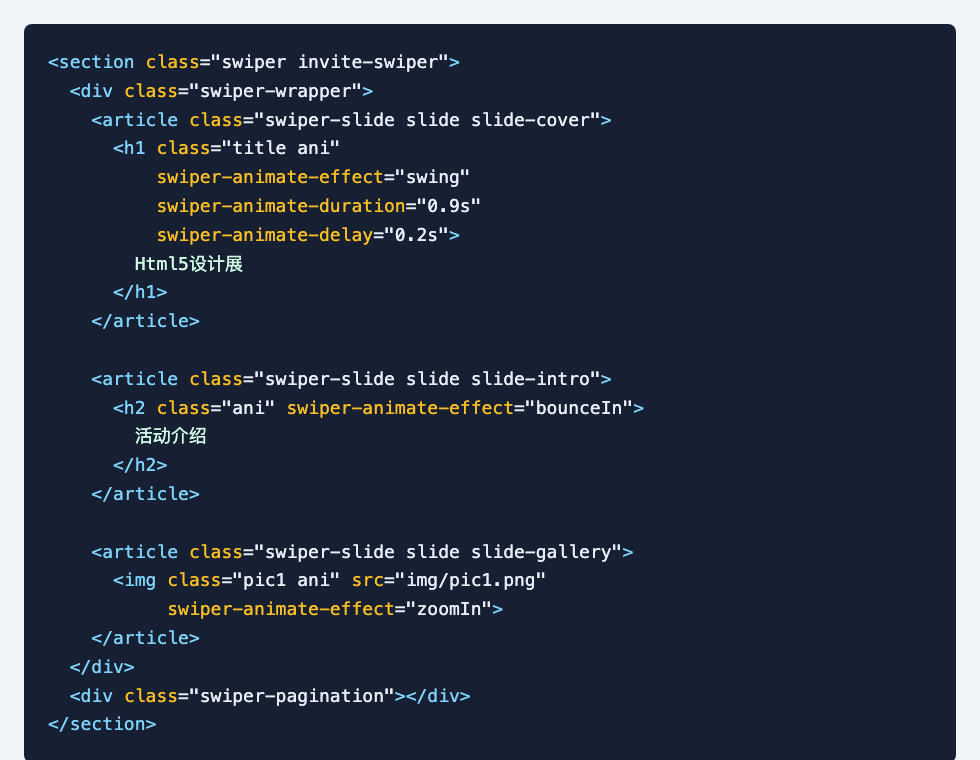 <section class="swiper invite-swiper">
  <div class="swiper-wrapper">
    <article class="swiper-slide slide slide-cover">
      <h1 class="title ani"
          swiper-animate-effect="swing"
          swiper-animate-duration="0.9s"
          swiper-animate-delay="0.2s">
        Html5设计展
      </h1>
    </article>

    <article class="swiper-slide slide slide-intro">
      <h2 class="ani" swiper-animate-effect="bounceIn">
        活动介绍
      </h2>
    </article>

    <article class="swiper-slide slide slide-gallery">
      <img class="pic1 ani" src="img/pic1.png"
           swiper-animate-effect="zoomIn">
    </article>
  </div>
  <div class="swiper-pagination"></div>
</section>